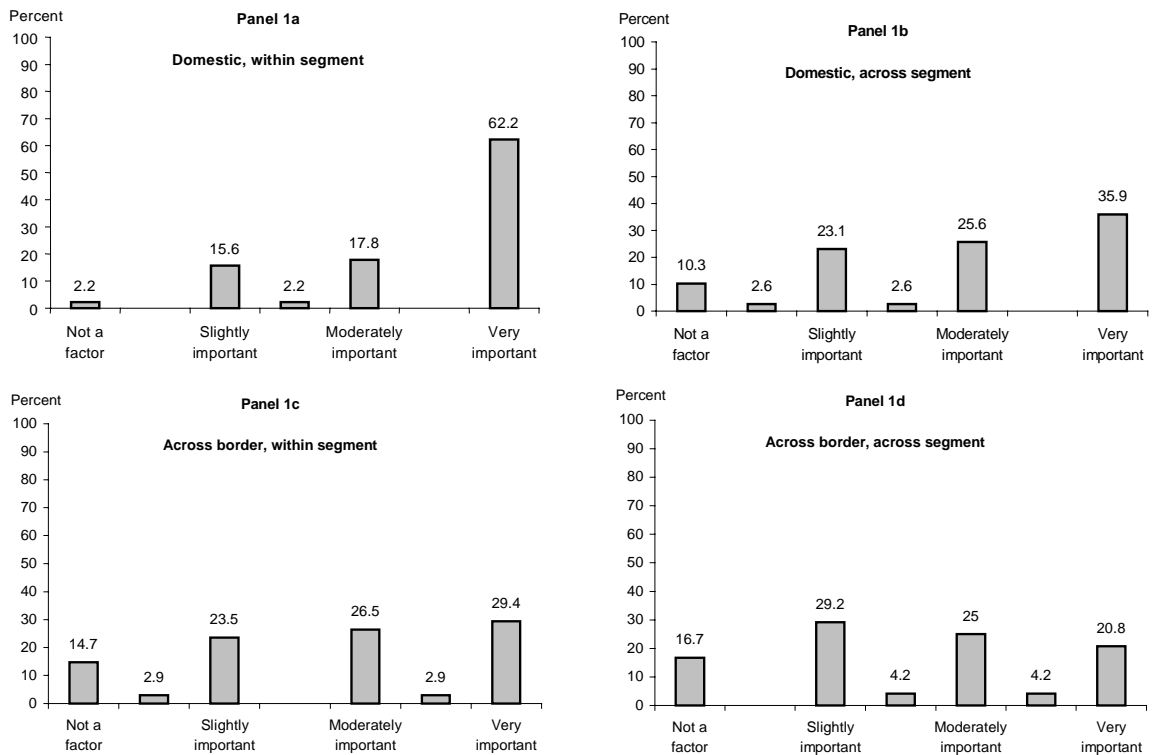 Percent
Panel 1a
Domestic, within segment
100
90
80
70
60
50
40
30
20
10
0
2.2
15.6
2.2
17.8
62.2
Not a
factor
Slightly
important
Moderately
important
Very
important
Percent
Panel 1b
Domestic, across segment
100
90
80
70
60
50
40
30
20
10
0
10.3
2.6
23.1
2.6
25.6
35.9
Not a
factor
Slightly
important
Moderately
important
Very
important
Percent
Panel 1c
Across border, within segment
100
90
80
70
60
50
40
30
20
10
0
14.7
2.9
23.5
26.5
2.9
29.4
Not a
factor
Slightly
important
Moderately
important
Very
important
Percent
Panel 1d
Across border, across segment
100
90
80
70
60
50
40
30
20
10
0
16.7
29.2
4.2
25
4.2
20.8
Not a
factor
Slightly
important
Moderately
important
Very
important